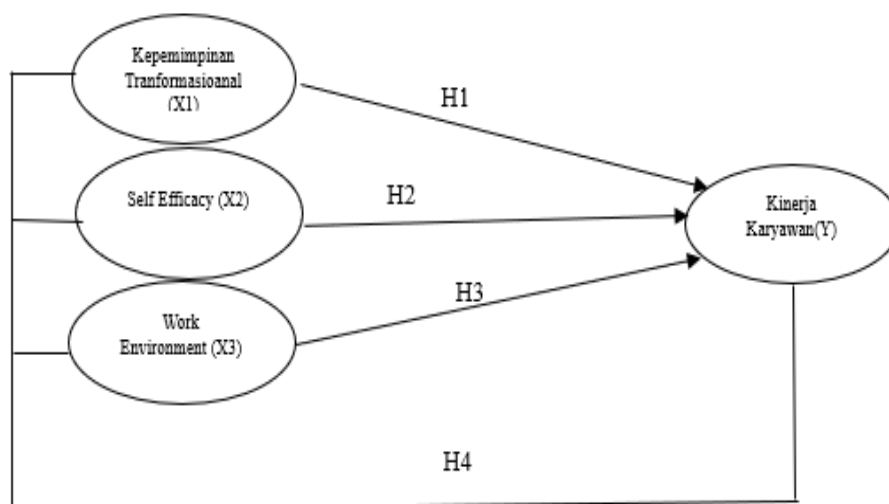 Kepemimpinan
Tranformasioanal
(X1)
H1
Self Efficacy (X2)
H2
Kinerja
Karyawan(Y)
H3
Work
Environment (X3)
H4